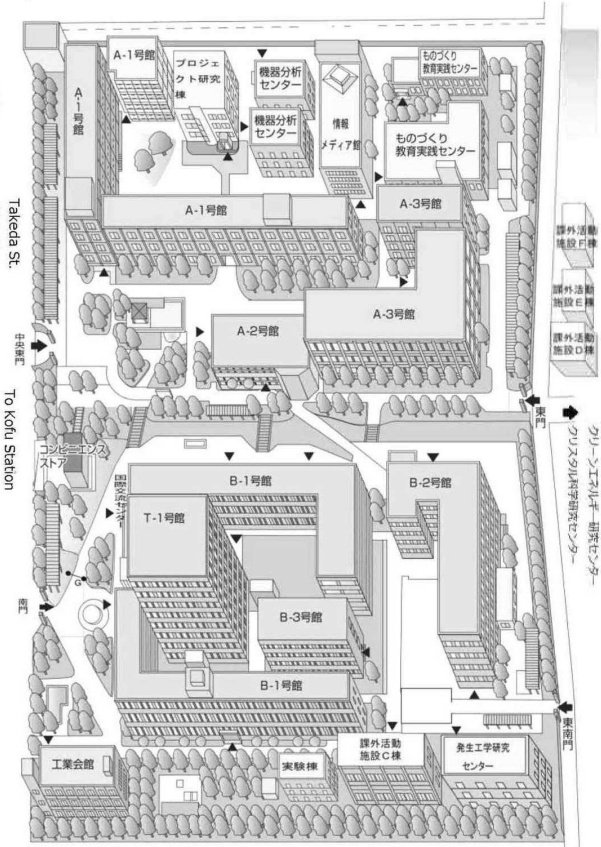 A-1号館
A-1号館
プロジェ
クト研究
棟
機器分析
センター
機器分析
センター
情報
メディア館
ものづくり
教育実践センター
ものづくり
教育実践センター
A-1号館
A-3号館
A-3号館
A-2号館
課外活動
施設F棟
課外活動
施設E棟
課外活動
施設D棟
Takeda St.
中央東門
To Kofu Station
東門
クリーンエネルギー研究センター
クリスタル科学研究センター
コンビニエンス
ストア
国際交流センター
B-1号館
T-1号館
B-2号館
B-3号館
B-1号館
G
南門
東南門
工業会館
実験棟
課外活動
施設C棟
発生工学研究
センター